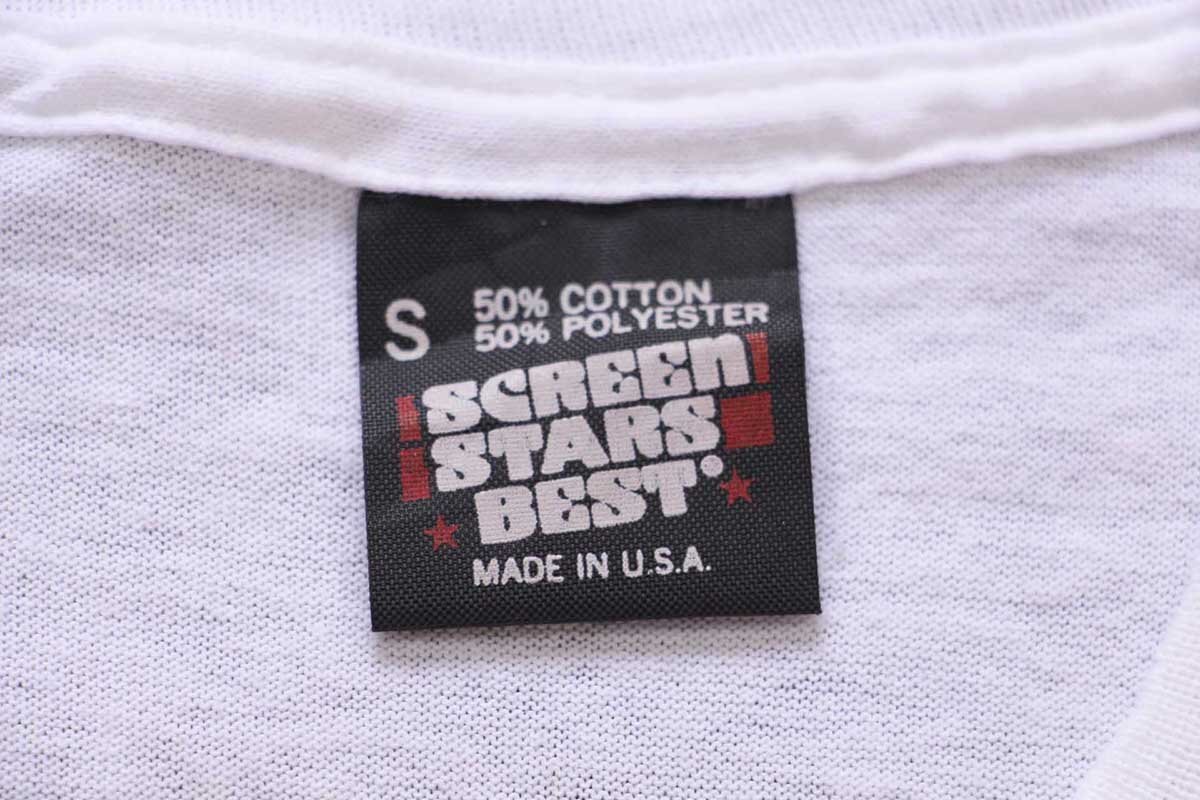 S
50% COTTON
50% POLYESTER
SCREEN
STARS
BEST
MADE IN U.S.A.